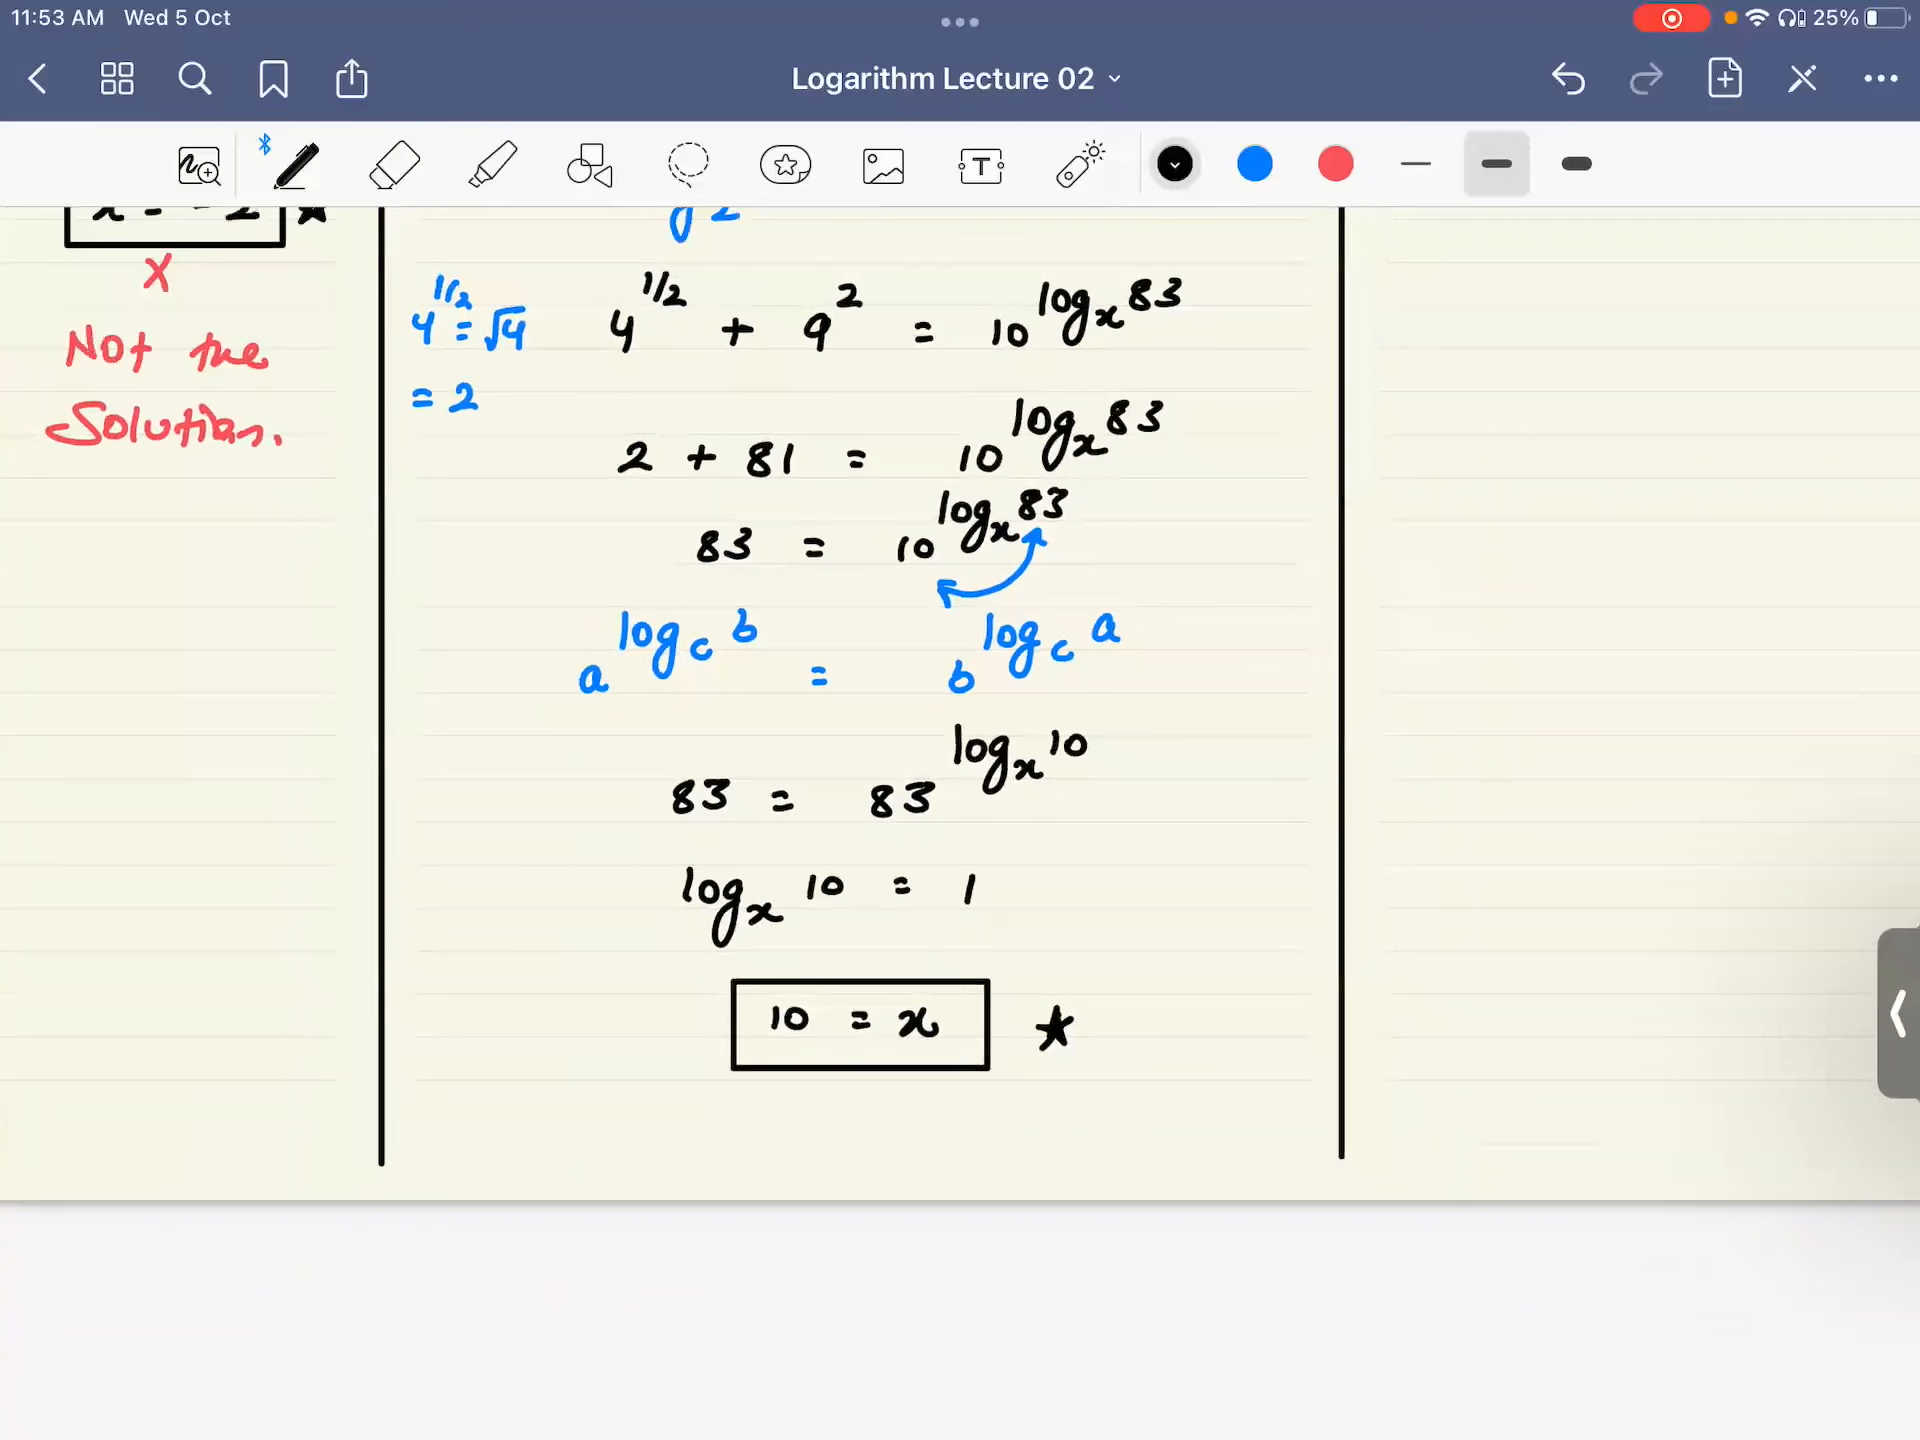 11:53 AM Wed 5 Oct
25%
Logarithm Lecture 02
T
x = -2 ★
X
Not the
Solution.
g 2
4^1/2 = √4
= 2
4^1/2 + 9^2 = 10^log_x 83
2 + 81 = 10^log_x 83
83 = 10^log_x 83
a^log_c b = b^log_c a
83 = 83^log_x 10
log_x 10 = 1
10 = x ★